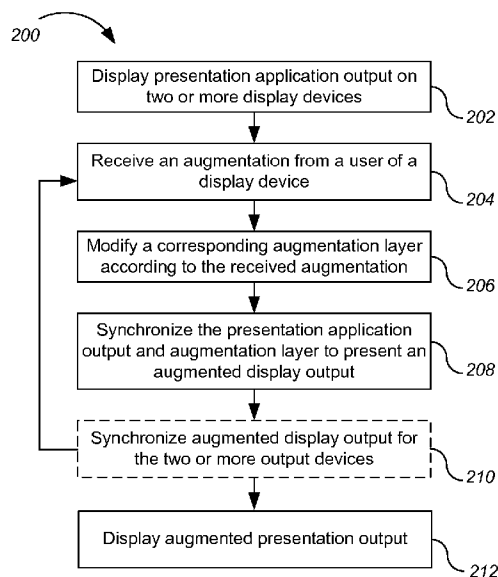 200
Display presentation application output on
two or more display devices
202
Receive an augmentation from a user of a
display device
204
Modify a corresponding augmentation layer
according to the received augmentation
206
Synchronize the presentation application
output and augmentation layer to present an
augmented display output
208
Synchronize augmented display output for
the two or more output devices
210
Display augmented presentation output
212